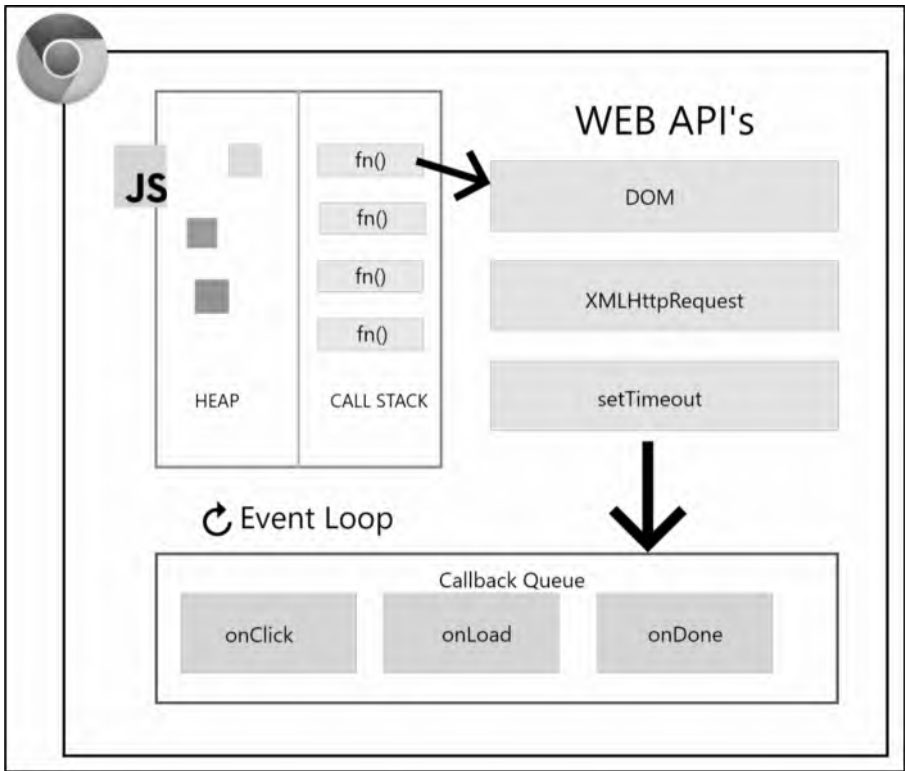 JS
fn()
fn()
fn()
fn()
HEAP
CALL STACK
WEB API's
DOM
XMLHttpRequest
setTimeout
Event Loop
Callback Queue
onClick
onLoad
onDone